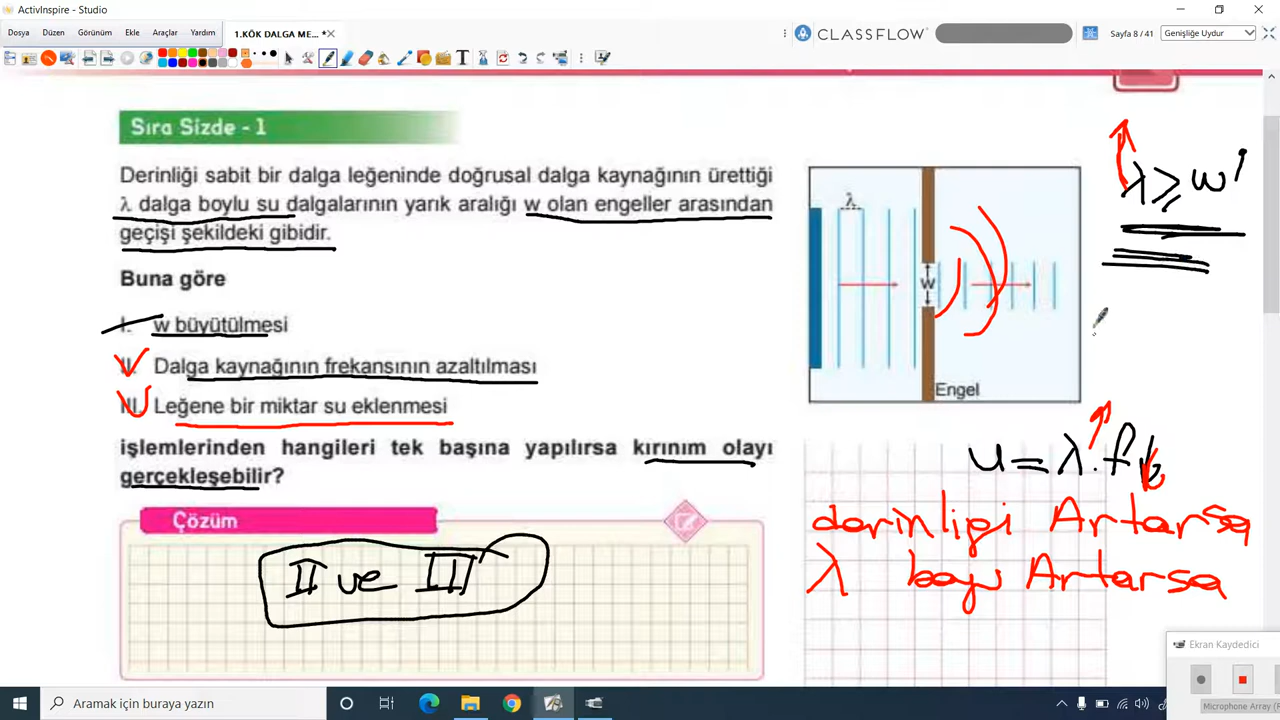 ActivInspire - Studio
Dosya Düzen Görünüm Ekle Araçlar Yardım
1.KÖK DALGA ME... *
CLASSFLOW
Sayfa 8 / 41
Genişliğe Uydur
Sıra Sizde - 1
Derinliği sabit bir dalga leğeninde doğrusal dalga kaynağının ürettiği
λ dalga boylu su dalgalarının yarık aralığı w olan engeller arasından
geçişi şekildeki gibidir.
Buna göre
I. w büyütülmesi
II. Dalga kaynağının frekansının azaltılması
III. Leğene bir miktar su eklenmesi
işlemlerinden hangileri tek başına yapılırsa kırınım olayı
gerçekleşebilir?
Çözüm
II ve III
λ
w
Engel
λ ⩾ w
u = λ . f
derinligi Artarsa
λ boyu Artarsa
Ekran Kaydedici
Microphone Array (R
Aramak için buraya yazın